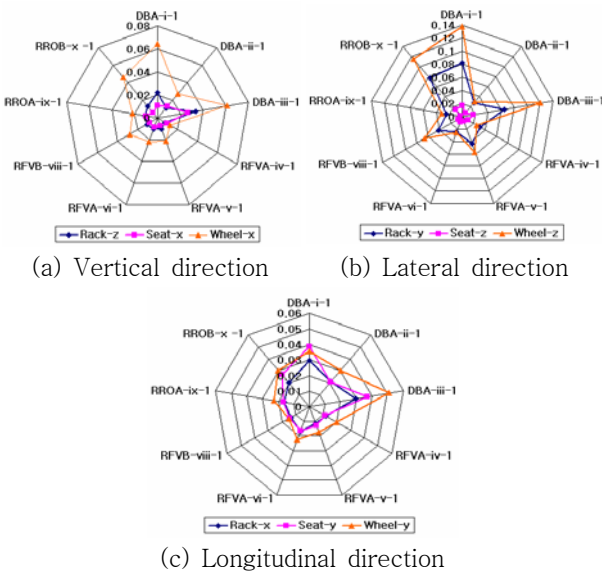 DBA-i-1
0.08
0.06
0.04
0.02
0
DBA-ii-1
DBA-iii-1
RFVA-iv-1
RFVA-v-1
RFVA-vi-1
RFVB-viii-1
RROA-ix-1
RROB-x -1
Rack-z Seat-x Wheel-x
(a) Vertical direction
DBA-i-1
0.14
0.12
0.1
0.08
0.06
0.04
0.02
0
DBA-ii-1
DBA-iii-1
RFVA-iv-1
RFVA-v-1
RFVA-vi-1
RFVB-viii-1
RROA-ix-1
RROB-x -1
Rack-y Seat-z Wheel-z
(b) Lateral direction
DBA-i-1
0.06
0.05
0.04
0.03
0.02
0.01
0
DBA-ii-1
DBA-iii-1
RFVA-iv-1
RFVA-v-1
RFVA-vi-1
RFVB-viii-1
RROA-ix-1
RROB-x -1
Rack-x Seat-y Wheel-y
(c) Longitudinal direction